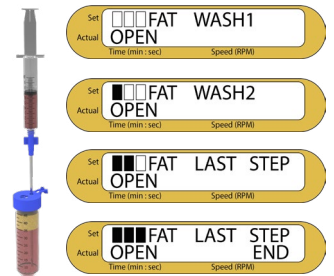 Set □□□FAT WASH1
Actual OPEN
Time (min : sec) Speed (RPM)
Set ■□□FAT WASH2
Actual OPEN
Time (min : sec) Speed (RPM)
Set ■■□FAT LAST STEP
Actual OPEN
Time (min : sec) Speed (RPM)
Set ■■■FAT LAST STEP
Actual OPEN END
Time (min : sec) Speed (RPM)